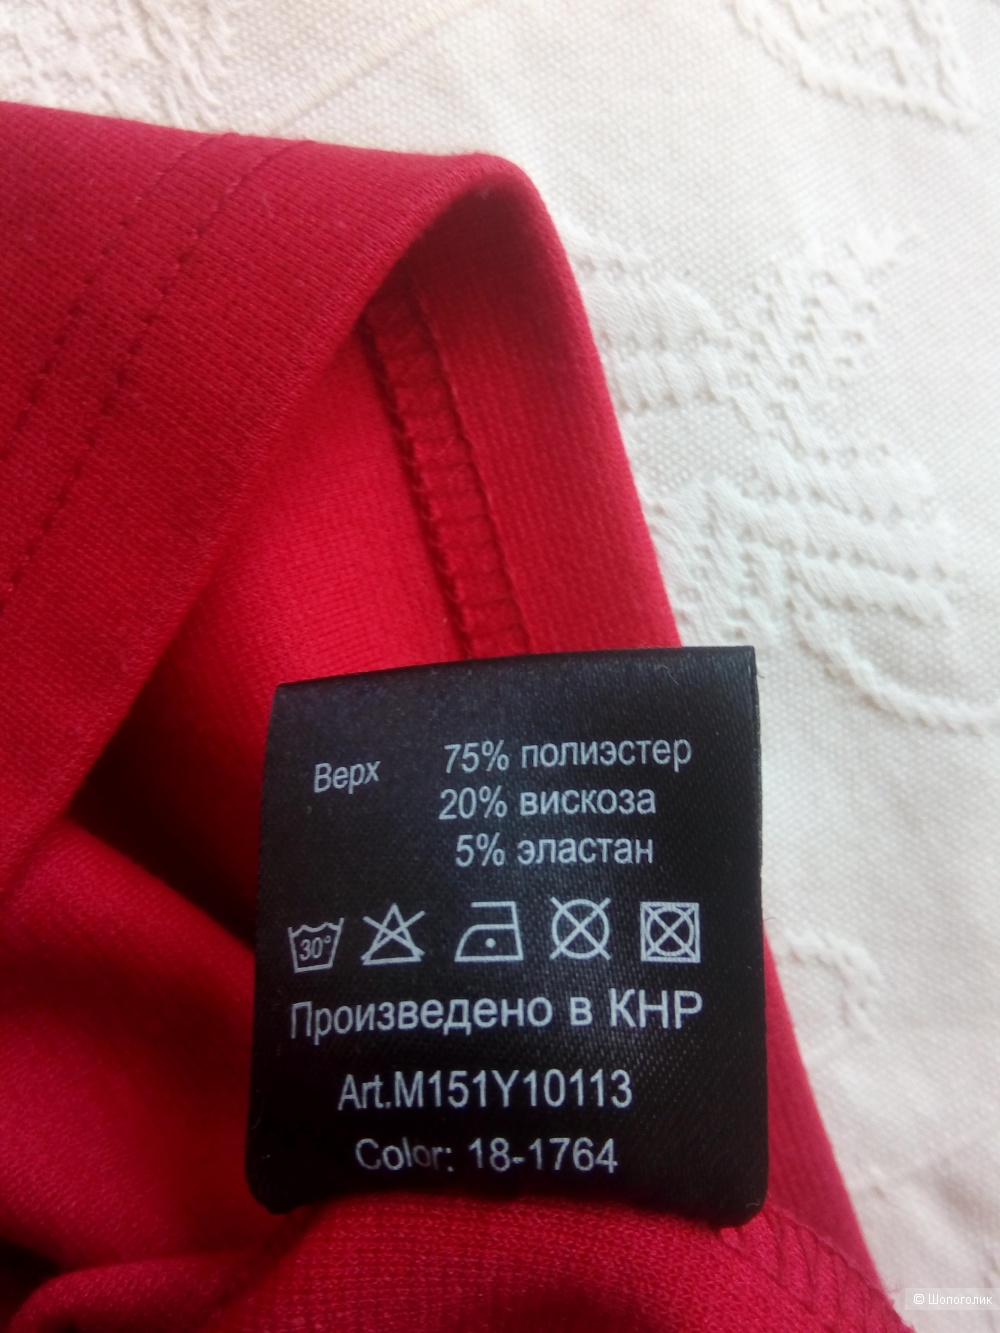 Верх 75% полиэстер
20% вискоза
5% эластан
30°
Произведено в КНР
Art.M151Y10113
Color: 18-1764
© Шопоголик